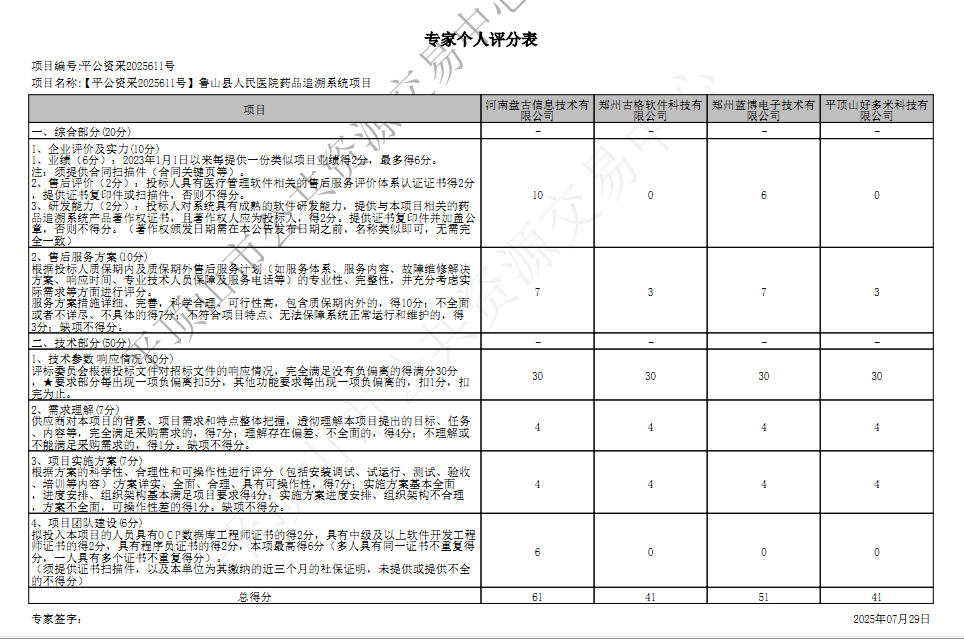 专家个人评分表
项目编号:平公资采2025611号
项目名称:【平公资采2025611号】鲁山县人民医院药品追溯系统项目
项目 河南盘古信息技术有限公司 郑州古格软件科技有限公司 郑州蓝博电子技术有限公司 平顶山好多米科技有限公司
一、综合部分(20分) - - - -
1、企业评价及实力(10分)
1、业绩（6分）：2023年1月1日以来每提供一份类似项目业绩得2分，最多得6分。
注：须提供合同扫描件（合同关键页等）。
2、售后评价（2分）：投标人具有医疗管理软件相关的售后服务评价体系认证证书得2分
，提供证书复印件或扫描件，否则不得分。
3、研发能力（2分）：投标人对系统具有成熟的软件研发能力，提供与本项目相关的药
品追溯系统产品著作权证书，且著作权人应为投标人，得2分。提供证书复印件并加盖公
章，否则不得分。（著作权颁发日期需在本公告发布日期之前，名称类似即可，无需完
全一致）
10 0 6 0
2、售后服务方案(10分)
根据投标人质保期内及质保期外售后服务计划（如服务体系、服务内容、故障维修解决
方案、响应时间、专业技术人员保障及服务电话等）的专业性、完整性，并充分考虑实
际需求等方面进行评分。
服务方案措施详细、完善，科学合理、可行性高，包含质保期内外的，得10分；不全面
或者不详尽、不具体的得7分；不符合项目特点、无法保障系统正常运行和维护的，得
3分；缺项不得分。
7 3 7 3
二、技术部分(50分) - - - -
1、技术参数 响应情况(30分)
评标委员会根据投标文件对招标文件的响应情况，完全满足没有负偏离的得满分30分
，★要求部分每出现一项负偏离扣5分，其他功能要求每出现一项负偏离的，扣1分，扣
完为止。
30 30 30 30
2、需求理解(7分)
供应商对本项目的背景、项目需求和特点整体把握，透彻理解本项目提出的目标、任务
、内容等，完全满足采购需求的，得7分；理解存在偏差、不全面的，得4分；不理解或
不能满足采购需求的，得1分。缺项不得分。
4 4 4 4
3、项目实施方案(7分)
根据方案的科学性、合理性和可操作性进行评分（包括安装调试、试运行、测试、验收
、培训等内容）:方案详实、全面、合理、具有可操作性，得7分；实施方案基本全面
，进度安排、组织架构基本满足项目要求得4分；实施方案进度安排、组织架构不合理
，方案不全面，可操作性差的得1分。缺项不得分。
4 4 4 4
4、项目团队建设(6分)
拟投入本项目的人员具有OCP数据库工程师证书的得2分，具有中级及以上软件开发工程
师证书的得2分，具有程序员证书的得2分，本项最高得6分（多人具有同一证书不重复得
分，一人具有多个证书不重复得分）。
（须提供证书扫描件，以及本单位为其缴纳的近三个月的社保证明，未提供或提供不全
的不得分）
6 0 0 0
总得分 61 41 51 41
专家签字： 2025年07月29日
平顶山市公共资源交易中心
平顶山市公共资源交易中心